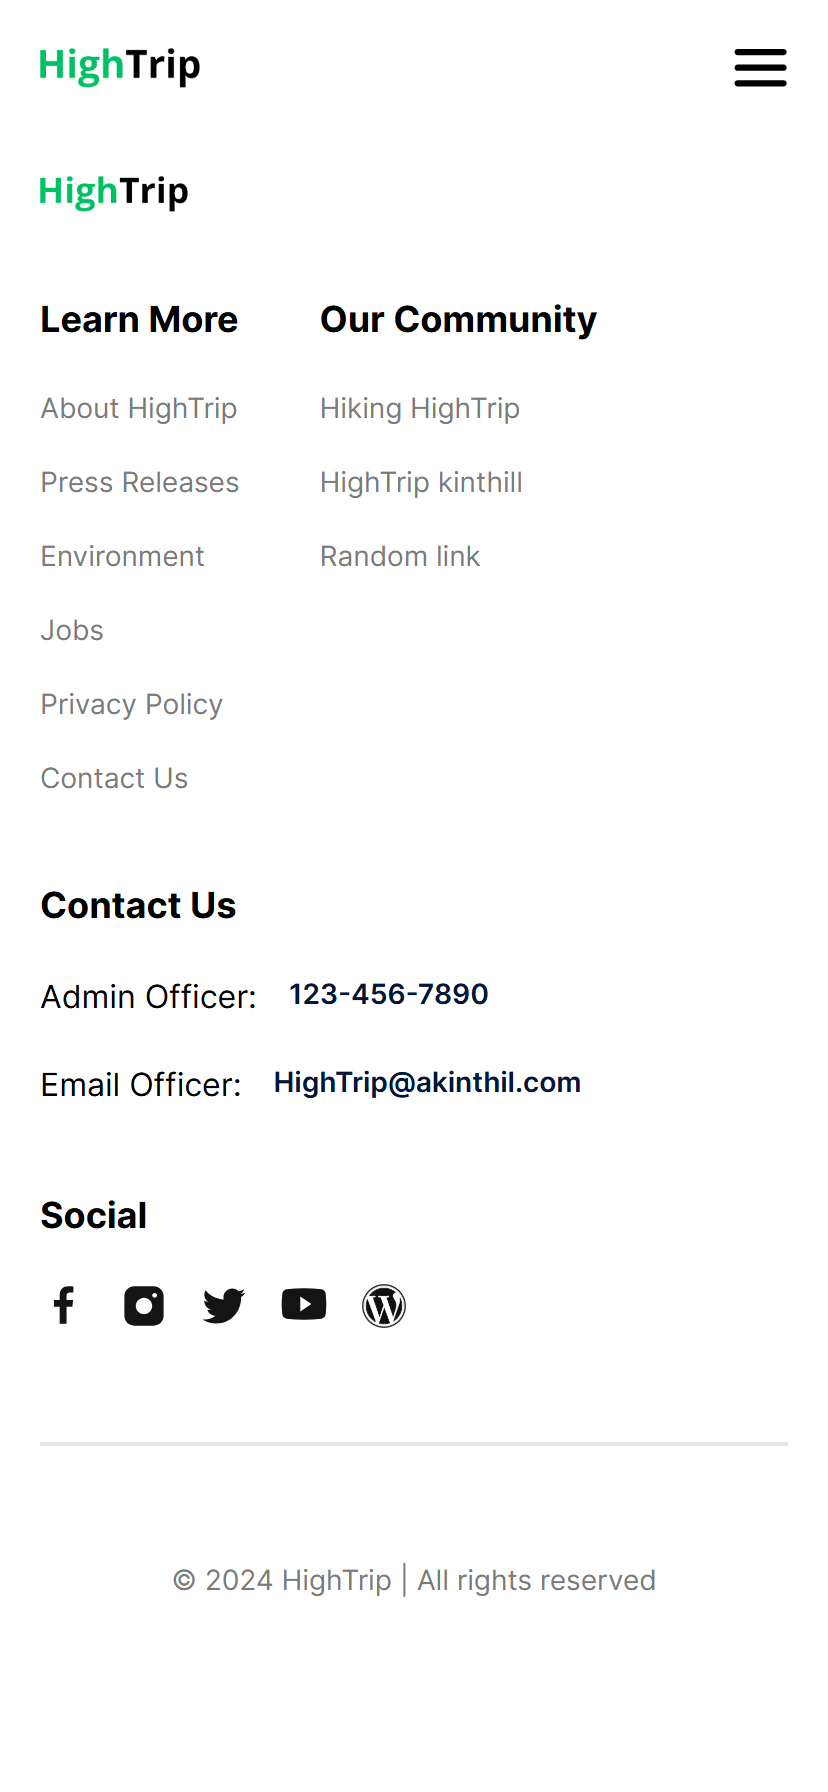 HighTrip
HighTrip
Learn More
About HighTrip
Press Releases
Environment
Jobs
Privacy Policy
Contact Us
Our Community
Hiking HighTrip
HighTrip kinthill
Random link
Contact Us
Admin Officer: 123-456-7890
Email Officer: HighTrip@akinthil.com
Social
© 2024 HighTrip | All rights reserved